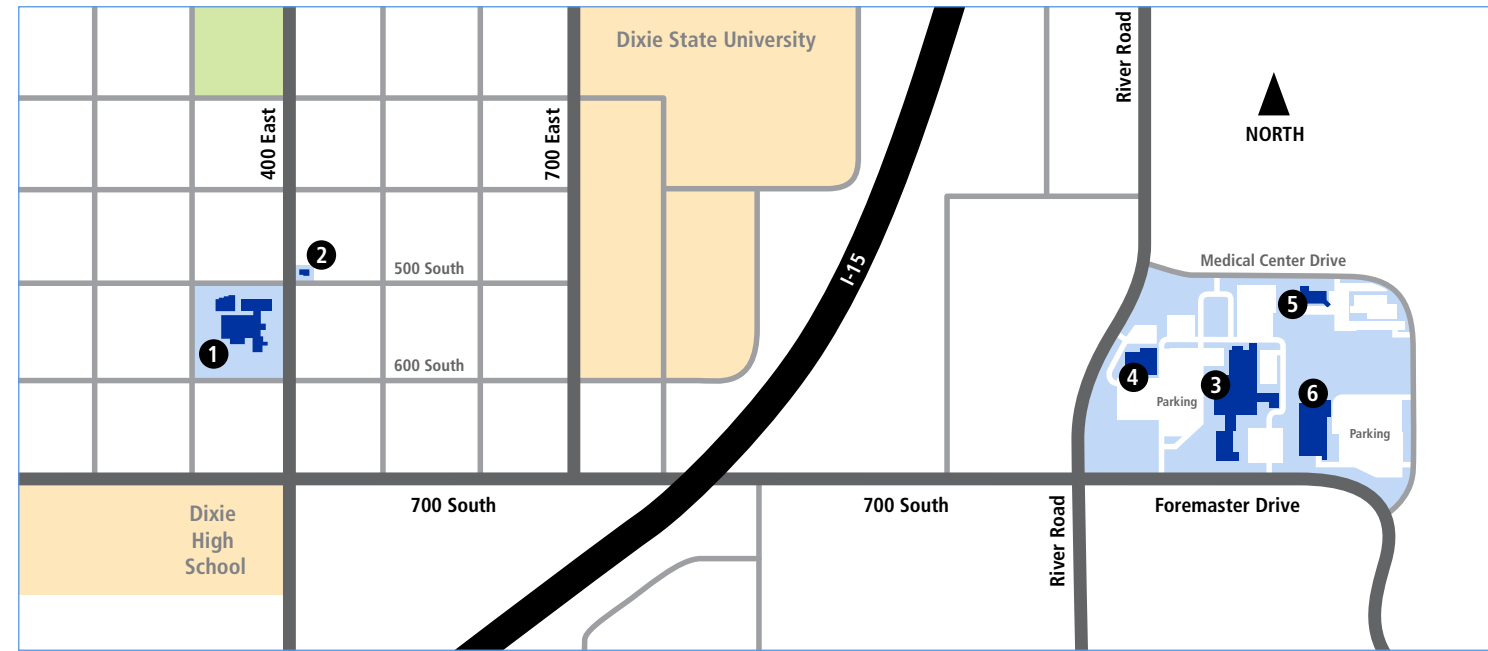 Dixie State University
River Road
400 East
700 East
NORTH
2
500 South
I-15
Medical Center Drive
5
1
600 South
4
3
6
Parking
Parking
700 South
700 South
Foremaster Drive
Dixie
High
School
River Road